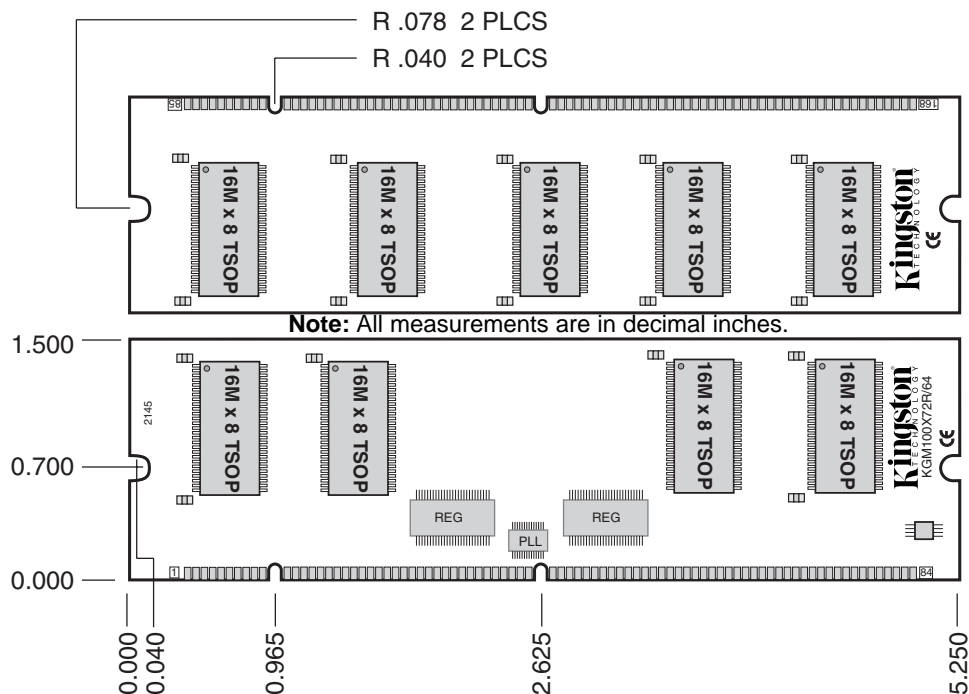 R .078 2 PLCS
R .040 2 PLCS
85
168
16M x 8 TSOP
16M x 8 TSOP
16M x 8 TSOP
16M x 8 TSOP
16M x 8 TSOP
Kingston
TECHNOLOGY
CE
Note: All measurements are in decimal inches.
1.500
0.700
0.000
2145
16M x 8 TSOP
16M x 8 TSOP
16M x 8 TSOP
16M x 8 TSOP
Kingston
TECHNOLOGY
KGM100X72R/64
CE
REG
PLL
REG
1
84
0.000
0.040
0.965
2.625
5.250